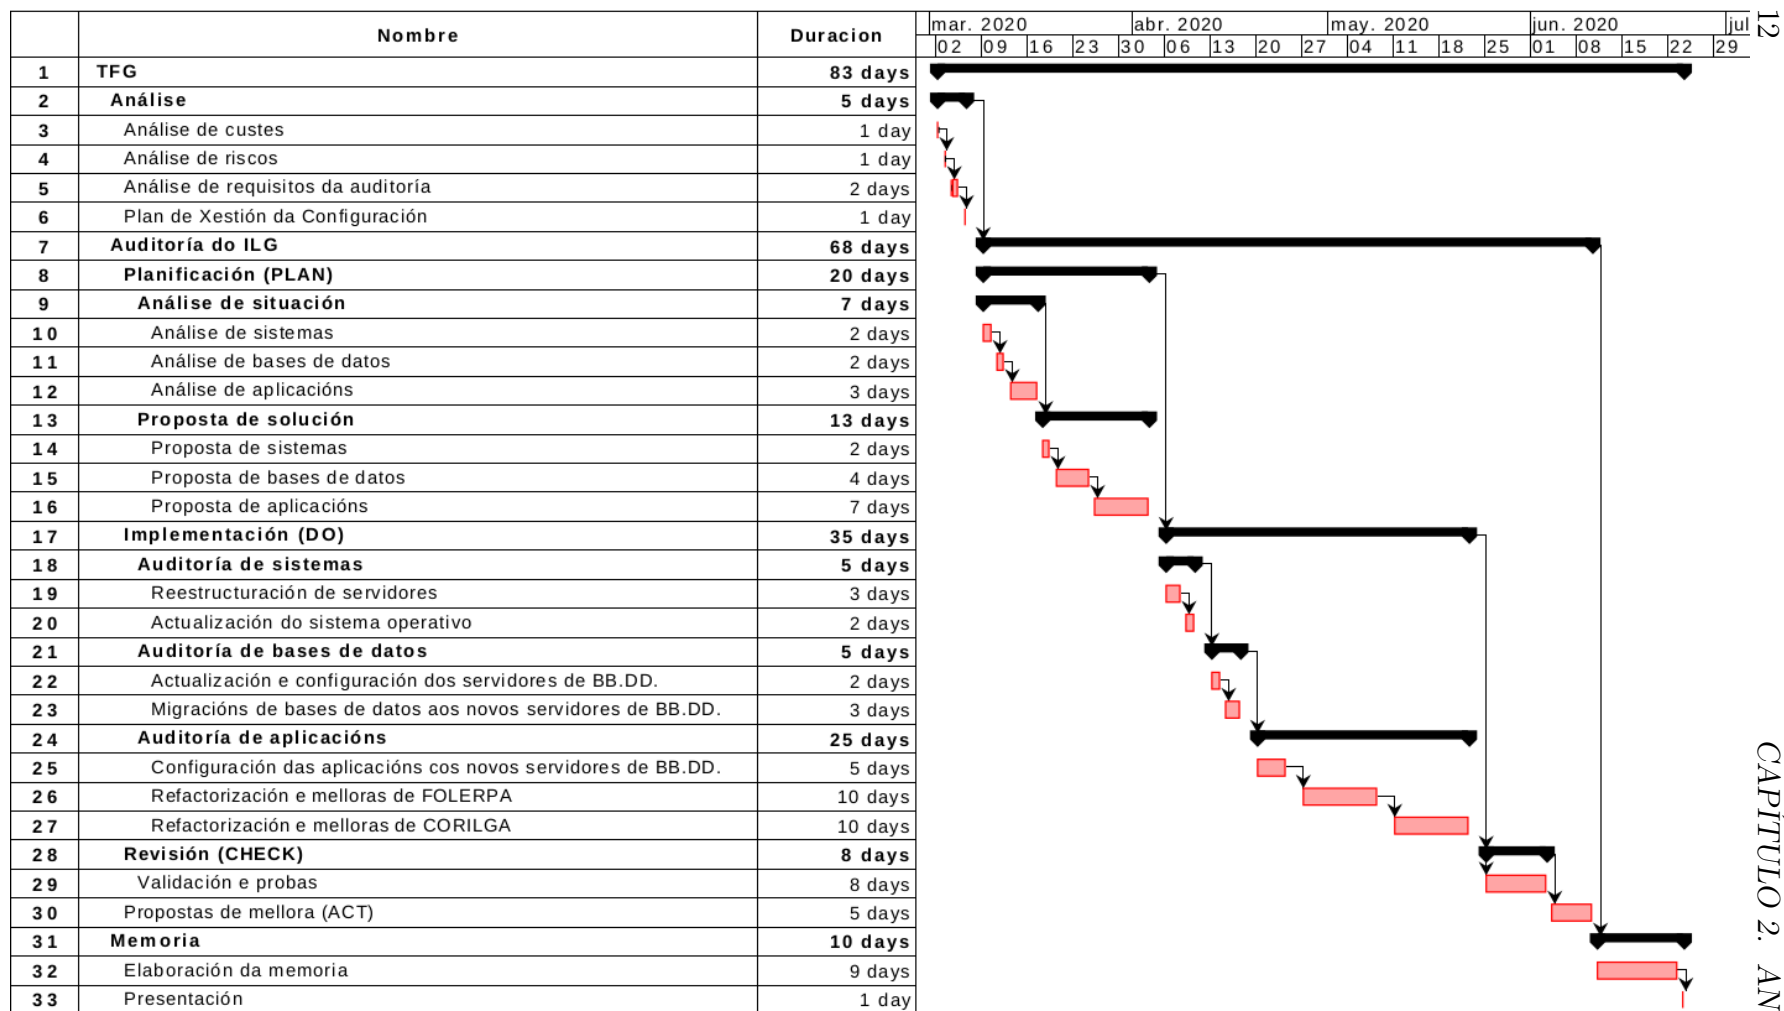 Nombre Duracion mar. 2020 abr. 2020 may. 2020 jun. 2020 jul
02 09 16 23 30 06 13 20 27 04 11 18 25 01 08 15 22 29
1 TFG 83 days
2 Análise 5 days
3 Análise de custes 1 day
4 Análise de riscos 1 day
5 Análise de requisitos da auditoría 2 days
6 Plan de Xestión da Configuración 1 day
7 Auditoría do ILG 68 days
8 Planificación (PLAN) 20 days
9 Análise de situación 7 days
10 Análise de sistemas 2 days
11 Análise de bases de datos 2 days
12 Análise de aplicacións 3 days
13 Proposta de solución 13 days
14 Proposta de sistemas 2 days
15 Proposta de bases de datos 4 days
16 Proposta de aplicacións 7 days
17 Implementación (DO) 35 days
18 Auditoría de sistemas 5 days
19 Reestructuración de servidores 3 days
20 Actualización do sistema operativo 2 days
21 Auditoría de bases de datos 5 days
22 Actualización e configuración dos servidores de BB.DD. 2 days
23 Migracións de bases de datos aos novos servidores de BB.DD. 3 days
24 Auditoría de aplicacións 25 days
25 Configuración das aplicacións cos novos servidores de BB.DD. 5 days
26 Refactorización e melloras de FOLERPA 10 days
27 Refactorización e melloras de CORILGA 10 days
28 Revisión (CHECK) 8 days
29 Validación e probas 8 days
30 Propostas de mellora (ACT) 5 days
31 Memoria 10 days
32 Elaboración da memoria 9 days
33 Presentación 1 day
12 CAPÍTULO 2. AN